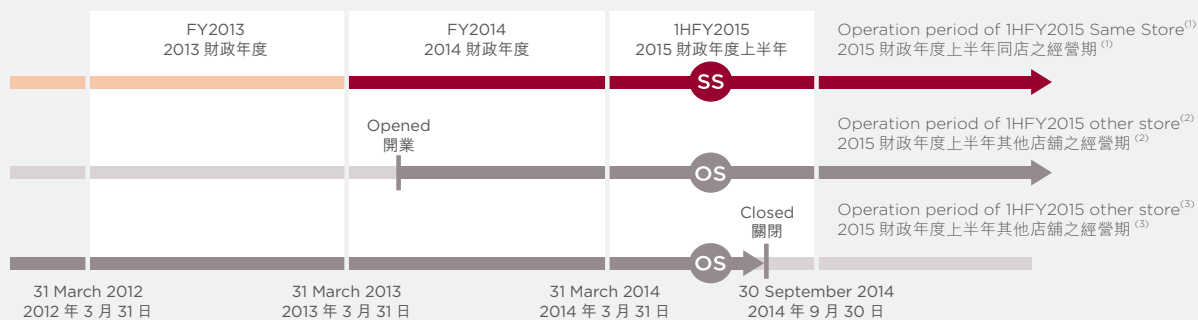 FY2013
2013 財政年度
FY2014
2014 財政年度
1HFY2015
2015 財政年度上半年
Operation period of 1HFY2015 Same Store(1)
2015 財政年度上半年同店之經營期 (1)
SS
Opened
開業
Operation period of 1HFY2015 other store(2)
2015 財政年度上半年其他店舖之經營期 (2)
OS
Closed
關閉
Operation period of 1HFY2015 other store(3)
2015 財政年度上半年其他店舖之經營期 (3)
OS
31 March 2012
2012 年 3 月 31 日
31 March 2013
2013 年 3 月 31 日
31 March 2014
2014 年 3 月 31 日
30 September 2014
2014 年 9 月 30 日